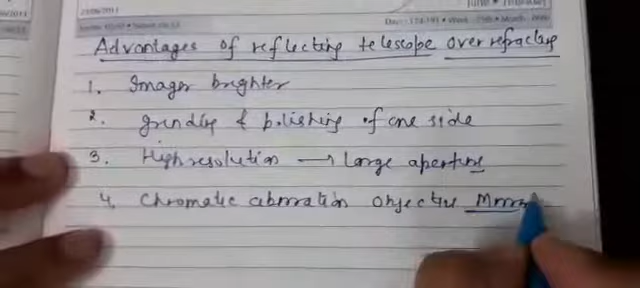 Advantages of reflecting telescope over refracting
1. Images brighter
2. grinding & polishing of one side
3. High resolution → large aperture
4. Chromatic aberration objective Mirror